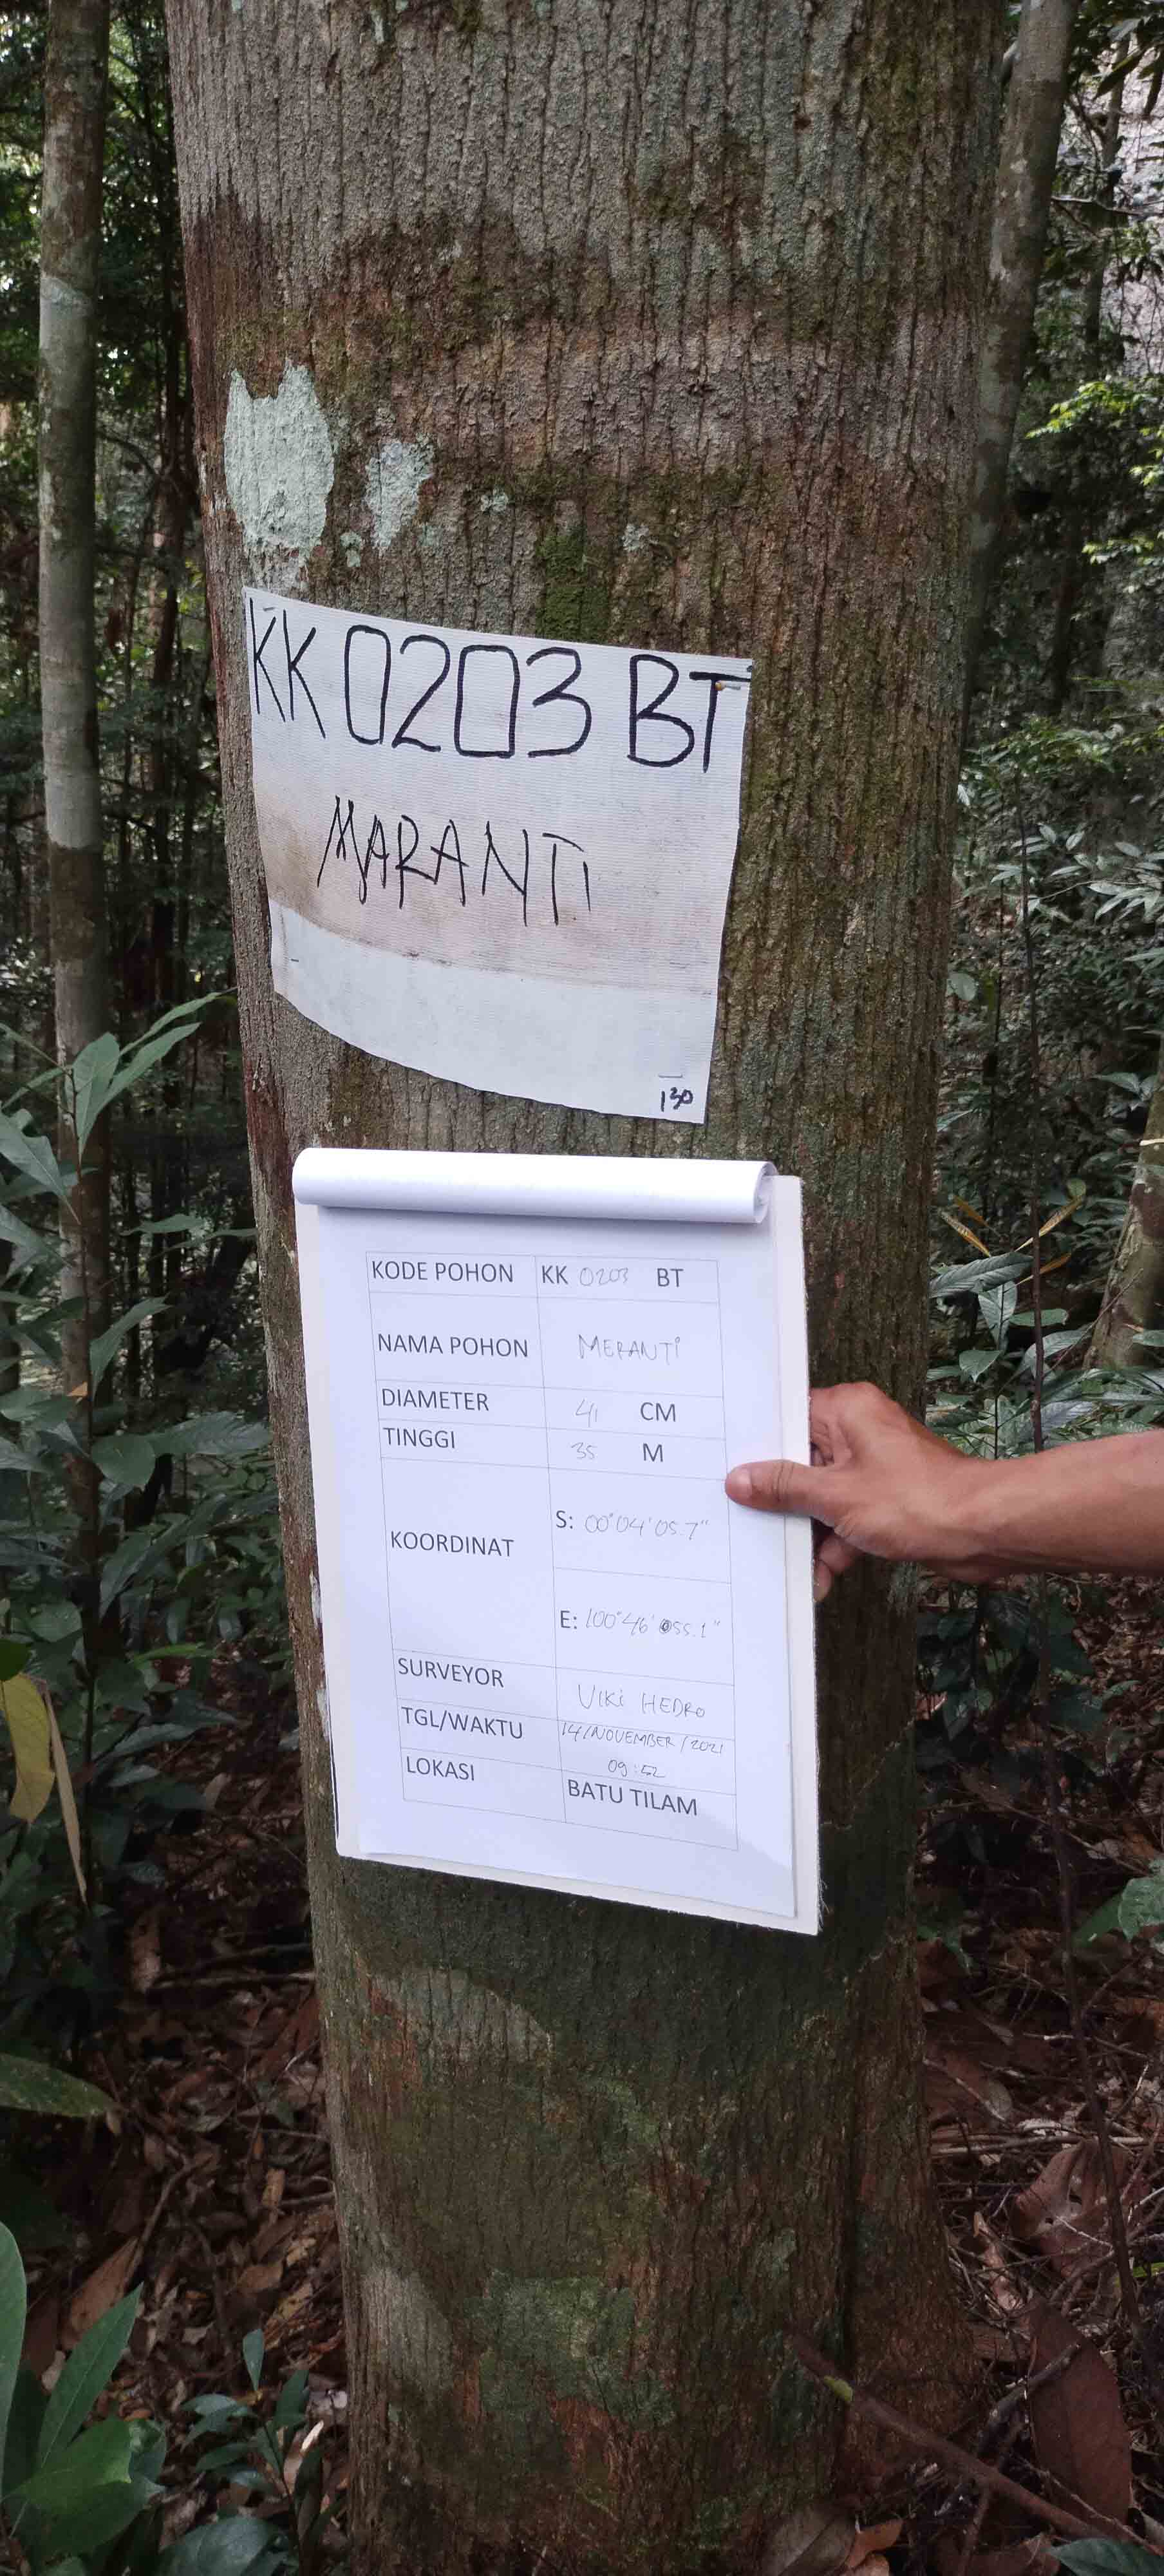 KK 0203 BT
MARANTI
130
KODE POHON KK 0203 BT
NAMA POHON MERANTI
DIAMETER 41 CM
TINGGI 35 M
KOORDINAT
S: 00°04'05.7"
E: 100°46'055.1"
SURVEYOR VIKI HEDRO
TGL/WAKTU 14/NOVEMBER/2021
09:52
LOKASI BATU TILAM